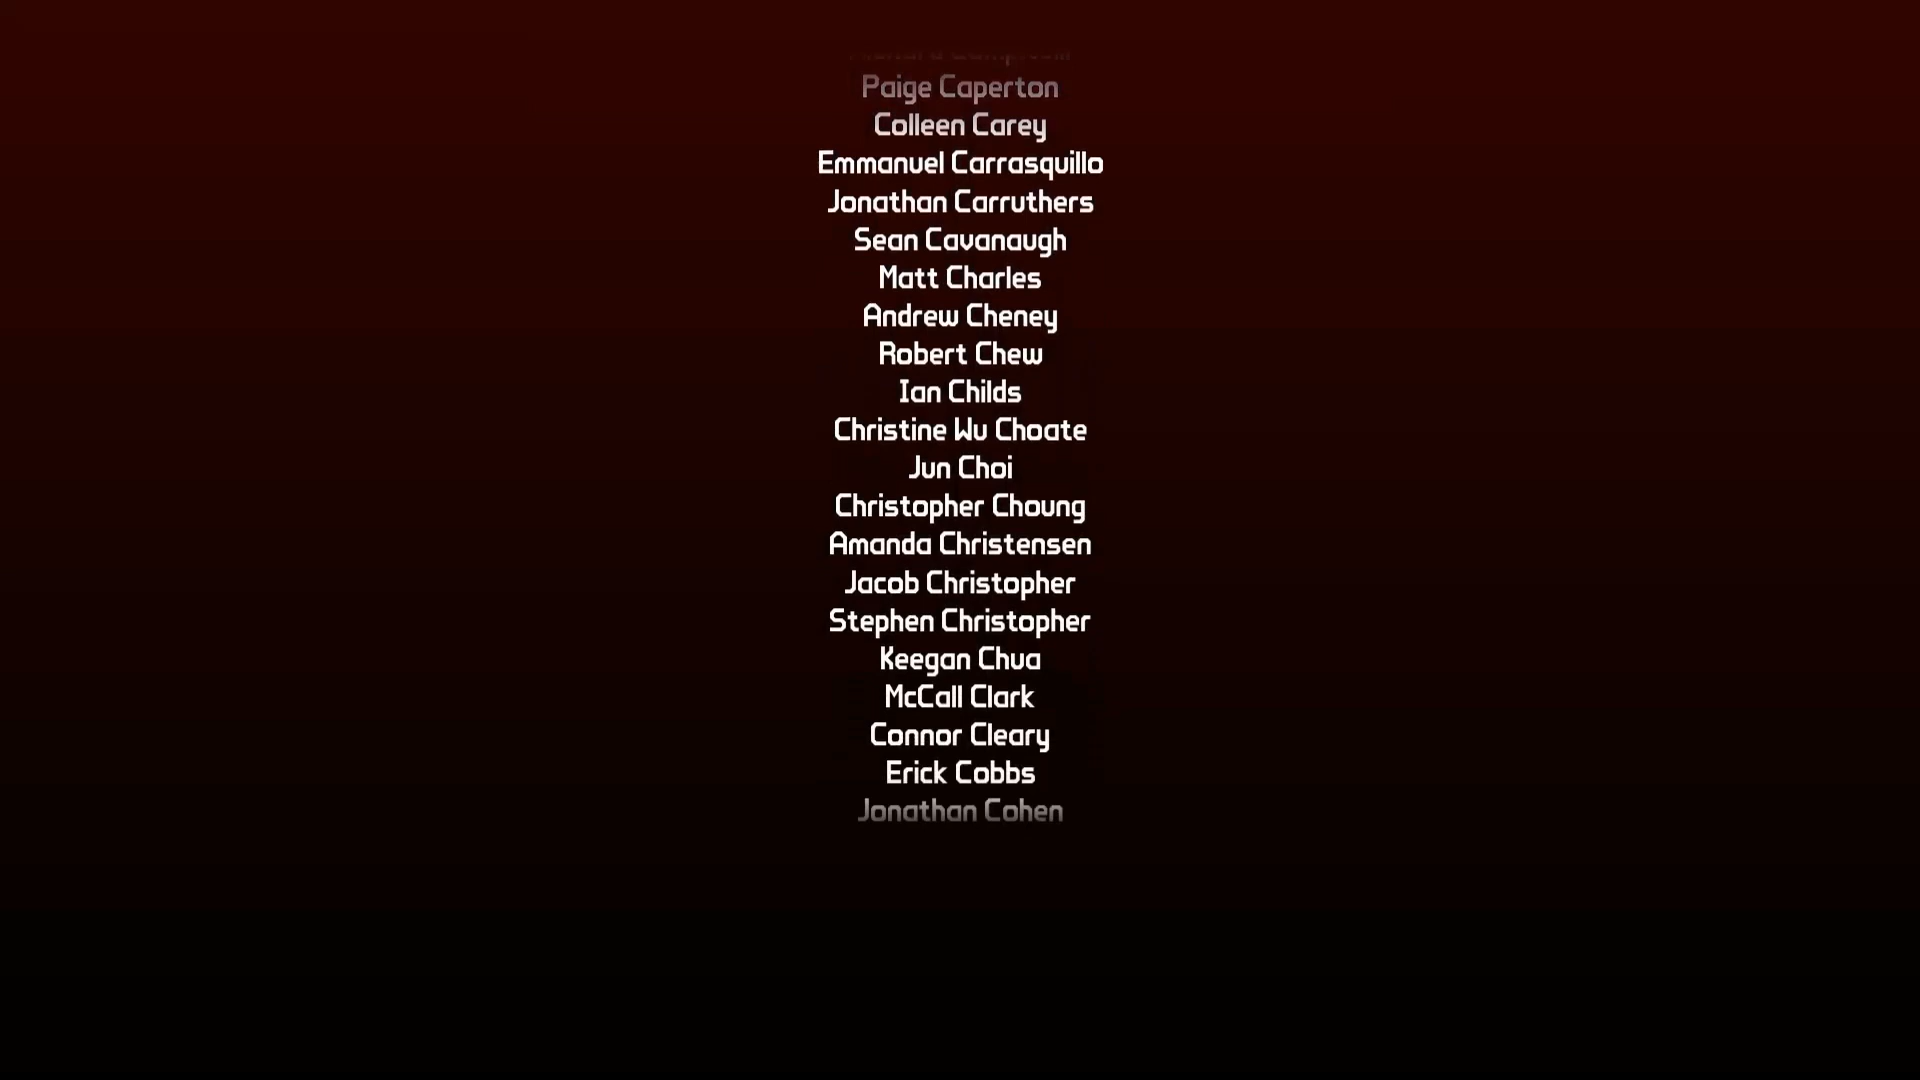 Paige Caperton
Colleen Carey
Emmanuel Carrasquillo
Jonathan Carruthers
Sean Cavanaugh
Matt Charles
Andrew Cheney
Robert Chew
Ian Childs
Christine Wu Choate
Jun Choi
Christopher Choung
Amanda Christensen
Jacob Christopher
Stephen Christopher
Keegan Chua
McCall Clark
Connor Cleary
Erick Cobbs
Jonathan Cohen